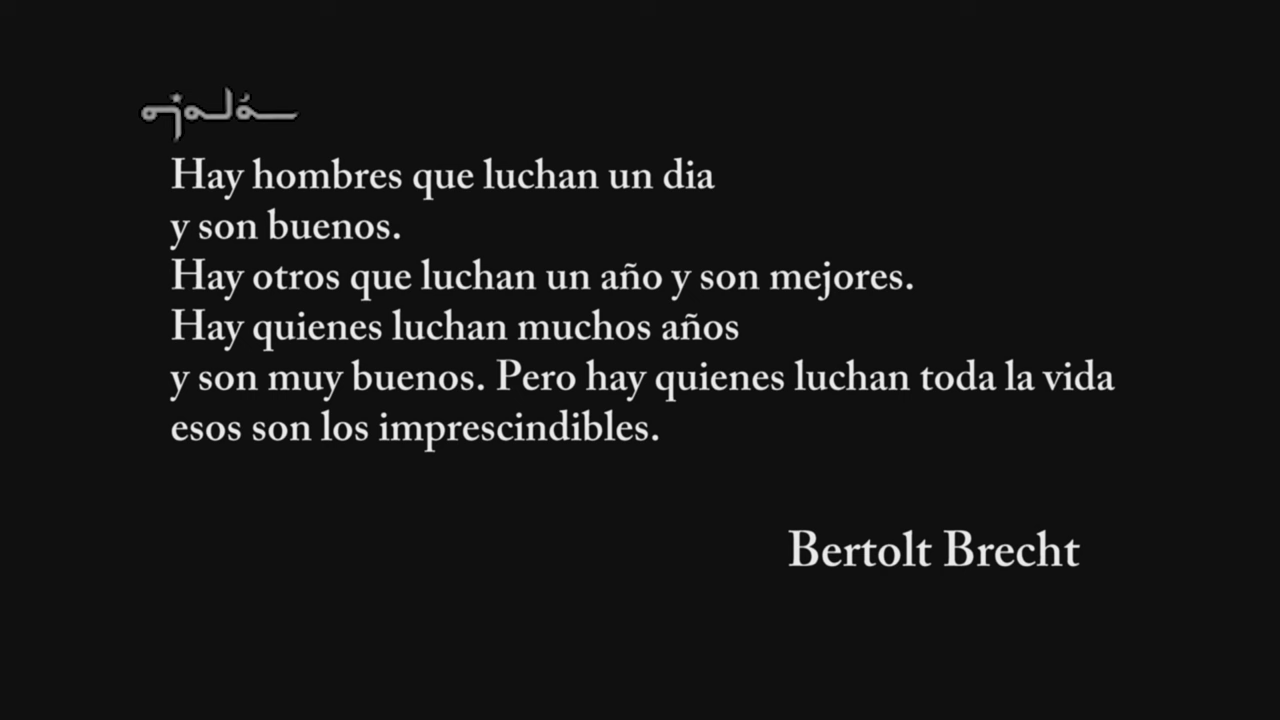 ojalá
Hay hombres que luchan un dia
y son buenos.
Hay otros que luchan un año y son mejores.
Hay quienes luchan muchos años
y son muy buenos. Pero hay quienes luchan toda la vida
esos son los imprescindibles.
Bertolt Brecht